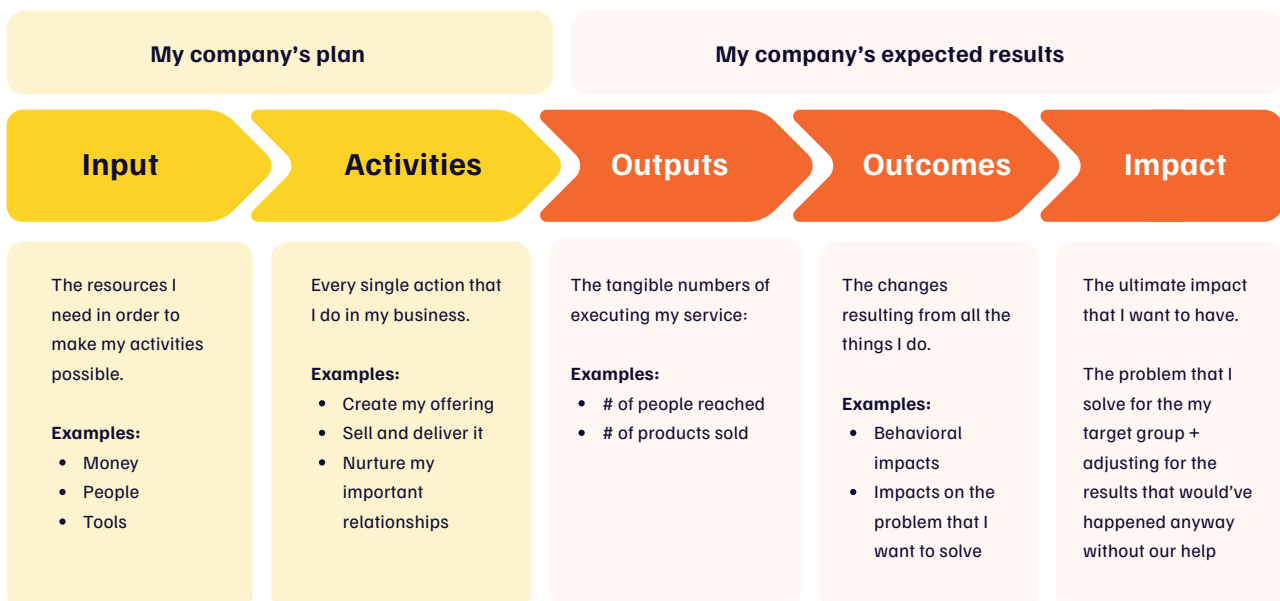 My company's plan
My company's expected results
Input
Activities
Outputs
Outcomes
Impact
The resources I
need in order to
make my activities
possible.
Examples:
• Money
• People
• Tools
Every single action that
I do in my business.
Examples:
• Create my offering
• Sell and deliver it
• Nurture my
important
relationships
The tangible numbers of
executing my service:
Examples:
• # of people reached
• # of products sold
The changes
resulting from all the
things I do.
Examples:
• Behavioral
impacts
• Impacts on the
problem that I
want to solve
The ultimate impact
that I want to have.
The problem that I
solve for the my
target group +
adjusting for the
results that would've
happened anyway
without our help